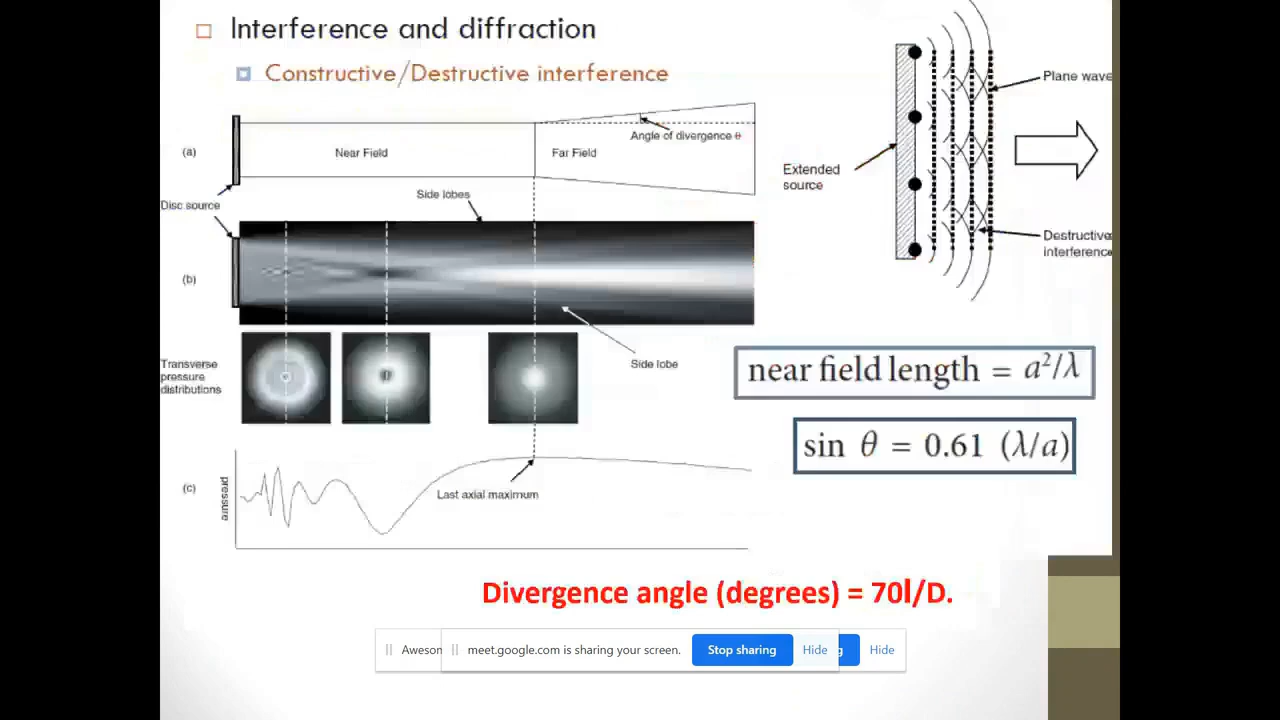 Interference and diffraction
Constructive/Destructive interference
(a)
Near Field
Far Field
Angle of divergence θ
Disc source
Side lobes
(b)
Side lobe
Transverse
pressure
distributions
(c)
pressure
Last axial maximum
Plane wave
Extended
source
Destructive
interference
near field length = a²/λ
sin θ = 0.61 (λ/a)
Divergence angle (degrees) = 70l/D.
Awesom
meet.google.com is sharing your screen.
Stop sharing
Hide
g
Hide